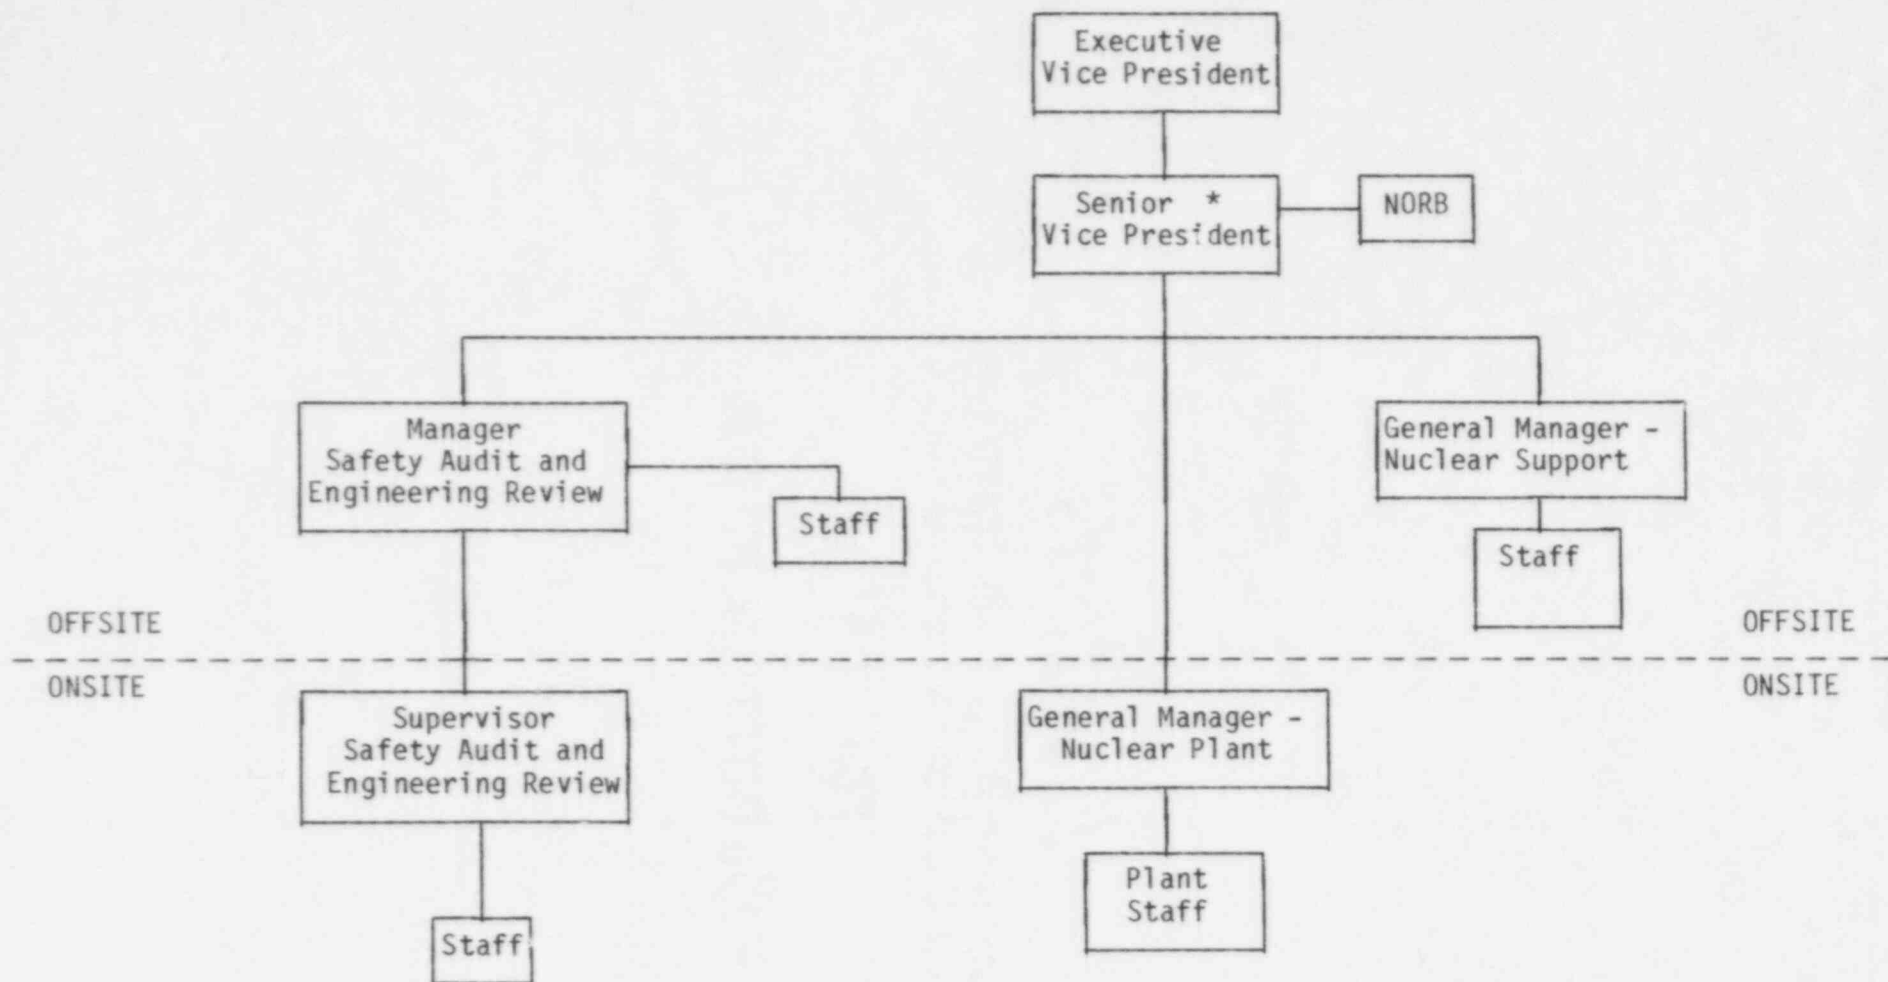 Executive
Vice President
Senior *
Vice President
NORB
Manager
Safety Audit and
Engineering Review
Staff
General Manager -
Nuclear Support
Staff
OFFSITE
OFFSITE
ONSITE
ONSITE
Supervisor
Safety Audit and
Engineering Review
Staff
General Manager -
Nuclear Plant
Plant
Staff